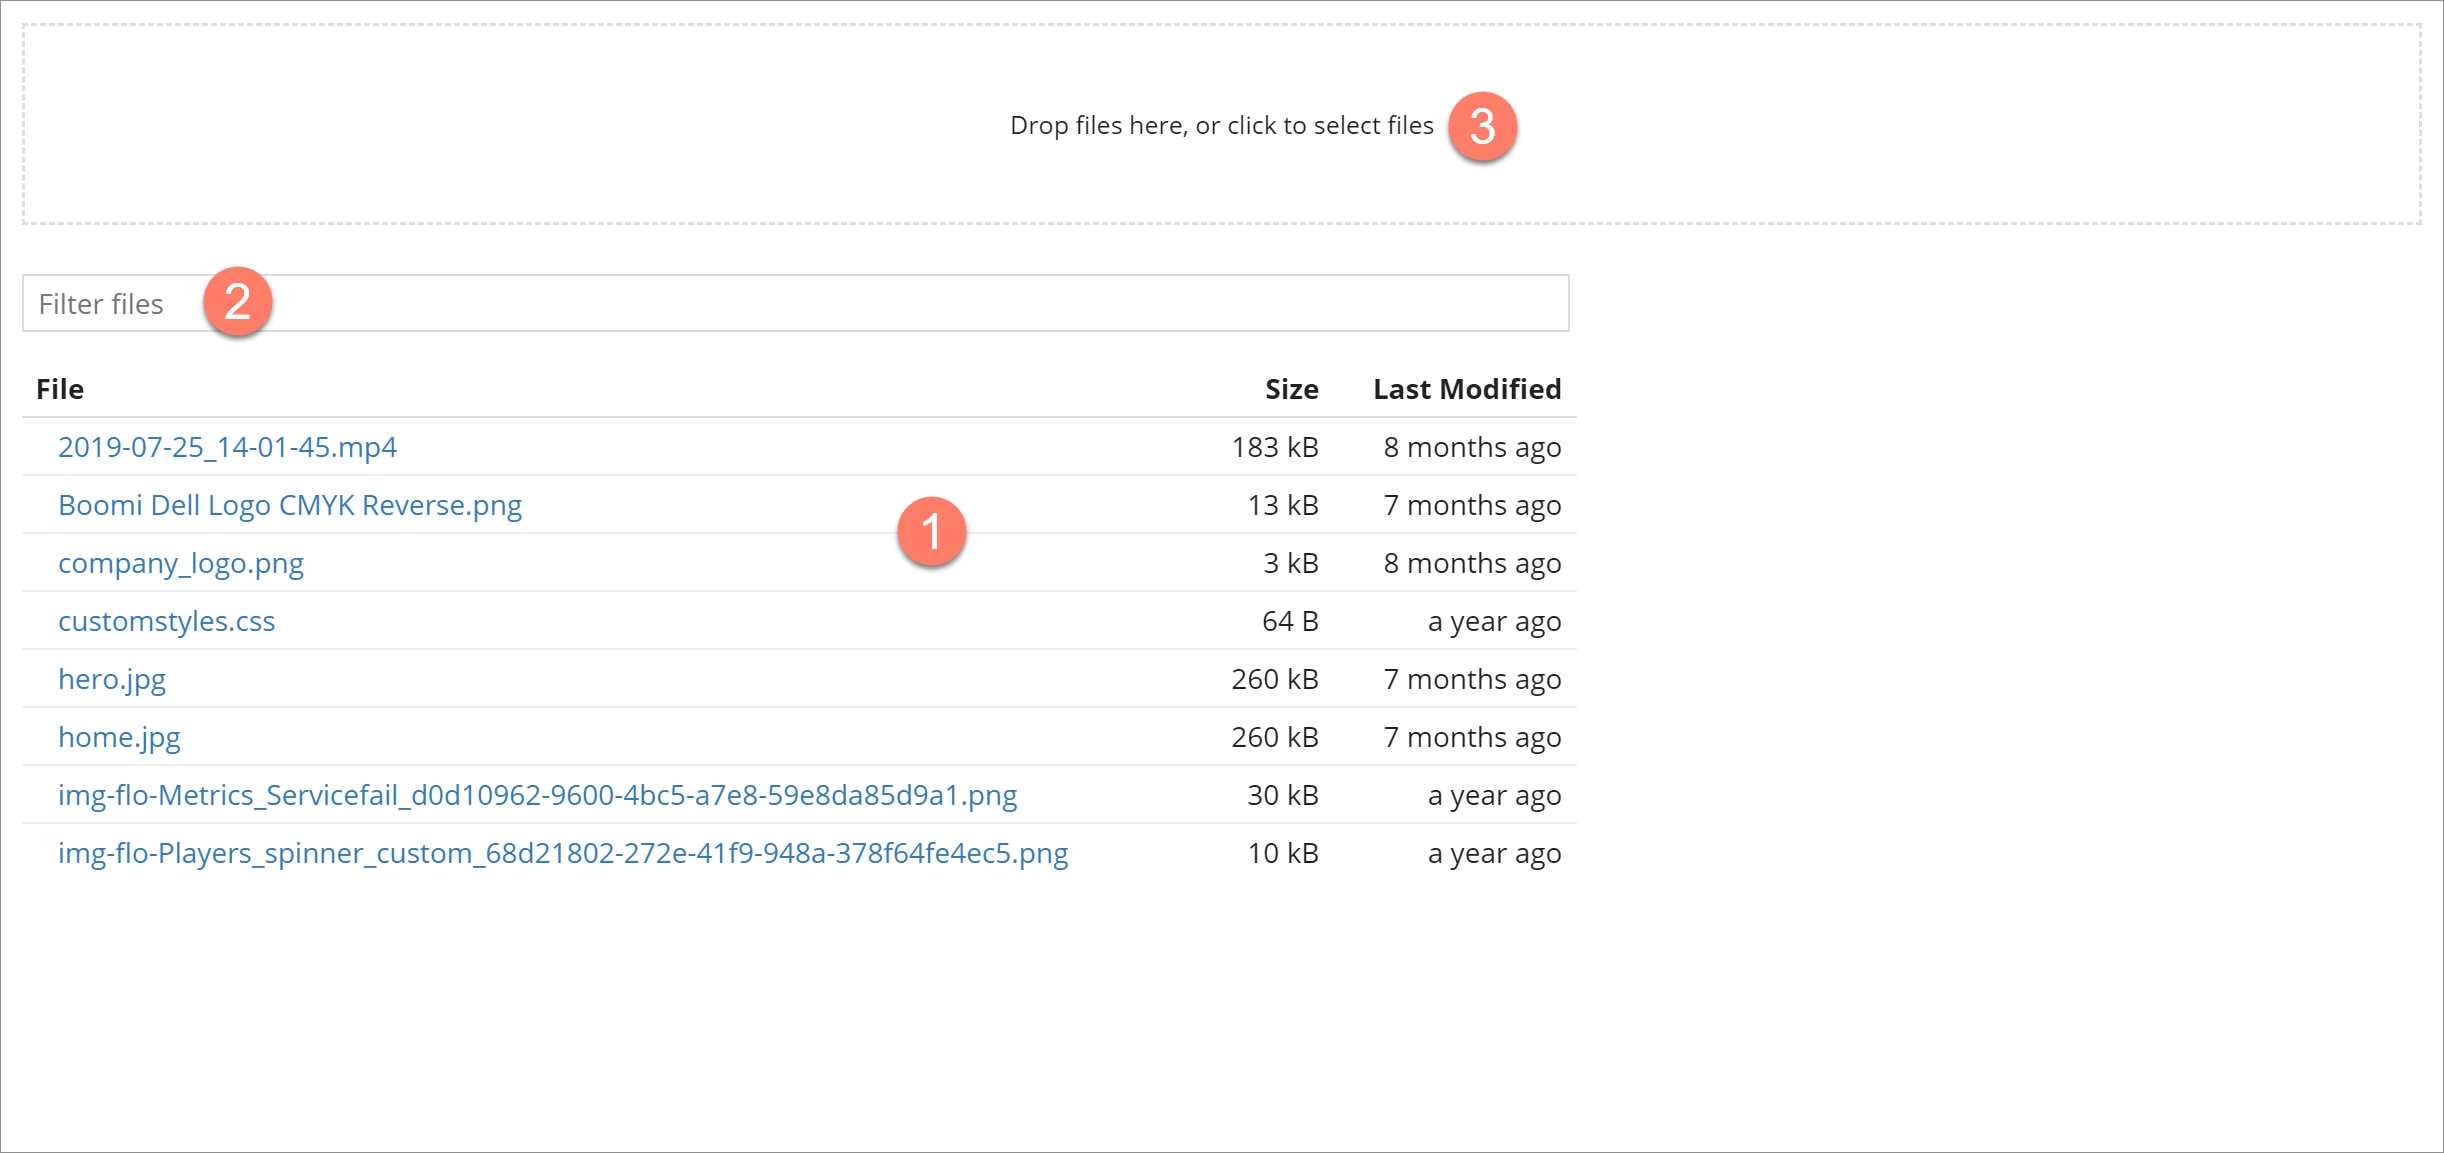 Drop files here, or click to select files 3
Filter files 2
File Size Last Modified
2019-07-25_14-01-45.mp4 183 kB 8 months ago
Boomi Dell Logo CMYK Reverse.png 13 kB 7 months ago
1
company_logo.png 3 kB 8 months ago
customstyles.css 64 B a year ago
hero.jpg 260 kB 7 months ago
home.jpg 260 kB 7 months ago
img-flo-Metrics_Servicefail_d0d10962-9600-4bc5-a7e8-59e8da85d9a1.png 30 kB a year ago
img-flo-Players_spinner_custom_68d21802-272e-41f9-948a-378f64fe4ec5.png 10 kB a year ago